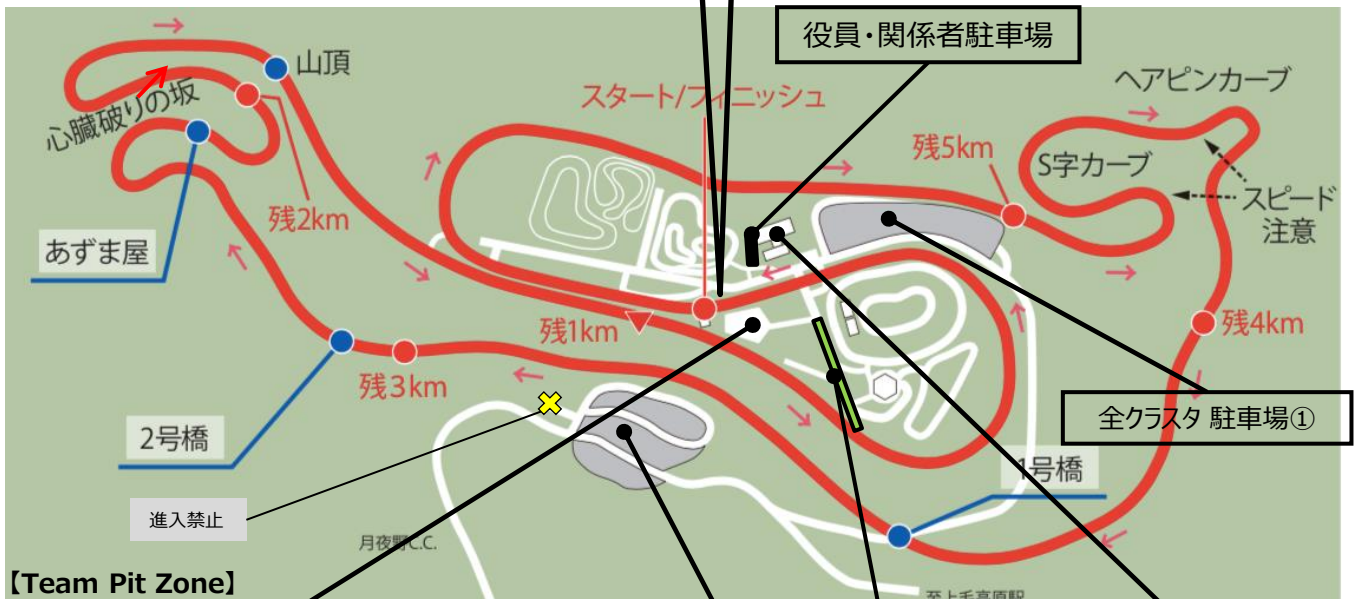 役員・関係者駐車場
山頂
ヘアピンカーブ
スタート/フィニッシュ
心臓破りの坂
残5km
S字カーブ
スピード
注意
残2km
あずま屋
残1km
残4km
残3km
全クラスタ 駐車場①
2号橋
1号橋
進入禁止
月夜野C.C.
【Team Pit Zone】
至上毛高原駅